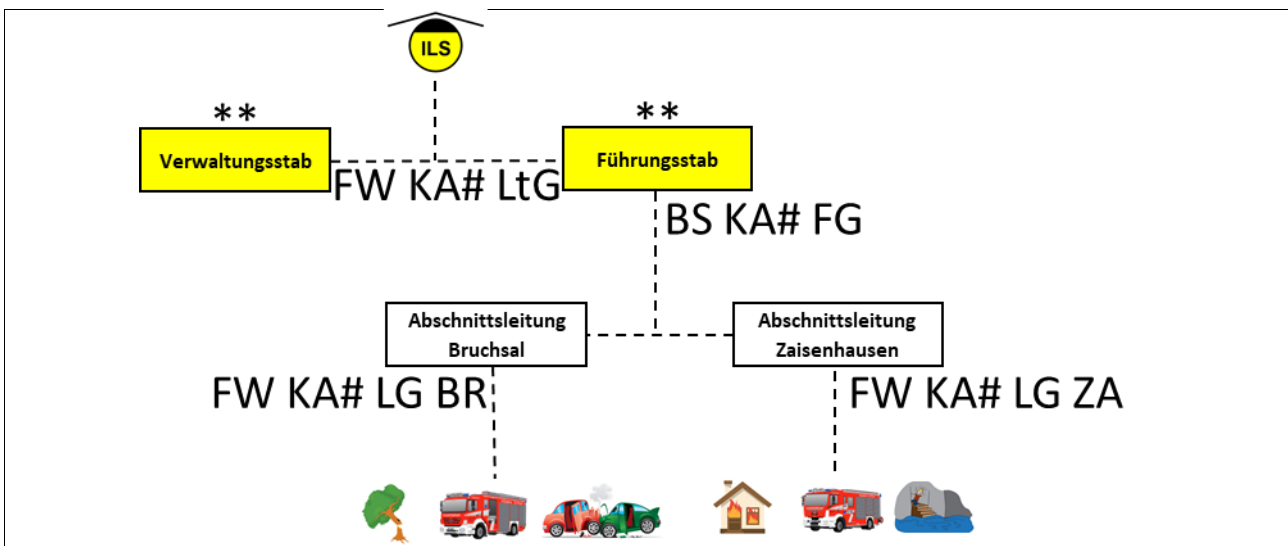 ILS
** **
Verwaltungsstab
Führungsstab
FW KA# LtG
BS KA# FG
Abschnittsleitung
Bruchsal
Abschnittsleitung
Zaisenhausen
FW KA# LG BR
FW KA# LG ZA